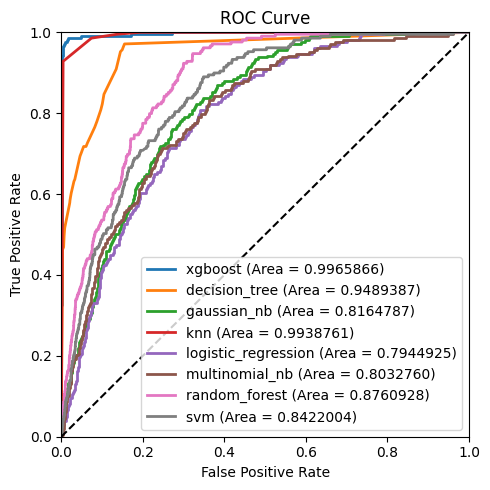 ROC Curve
True Positive Rate
1.0
0.8
0.6
0.4
0.2
0.0
xgboost (Area = 0.9965866)
decision_tree (Area = 0.9489387)
gaussian_nb (Area = 0.8164787)
knn (Area = 0.9938761)
logistic_regression (Area = 0.7944925)
multinomial_nb (Area = 0.8032760)
random_forest (Area = 0.8760928)
svm (Area = 0.8422004)
0.0 0.2 0.4 0.6 0.8 1.0
False Positive Rate